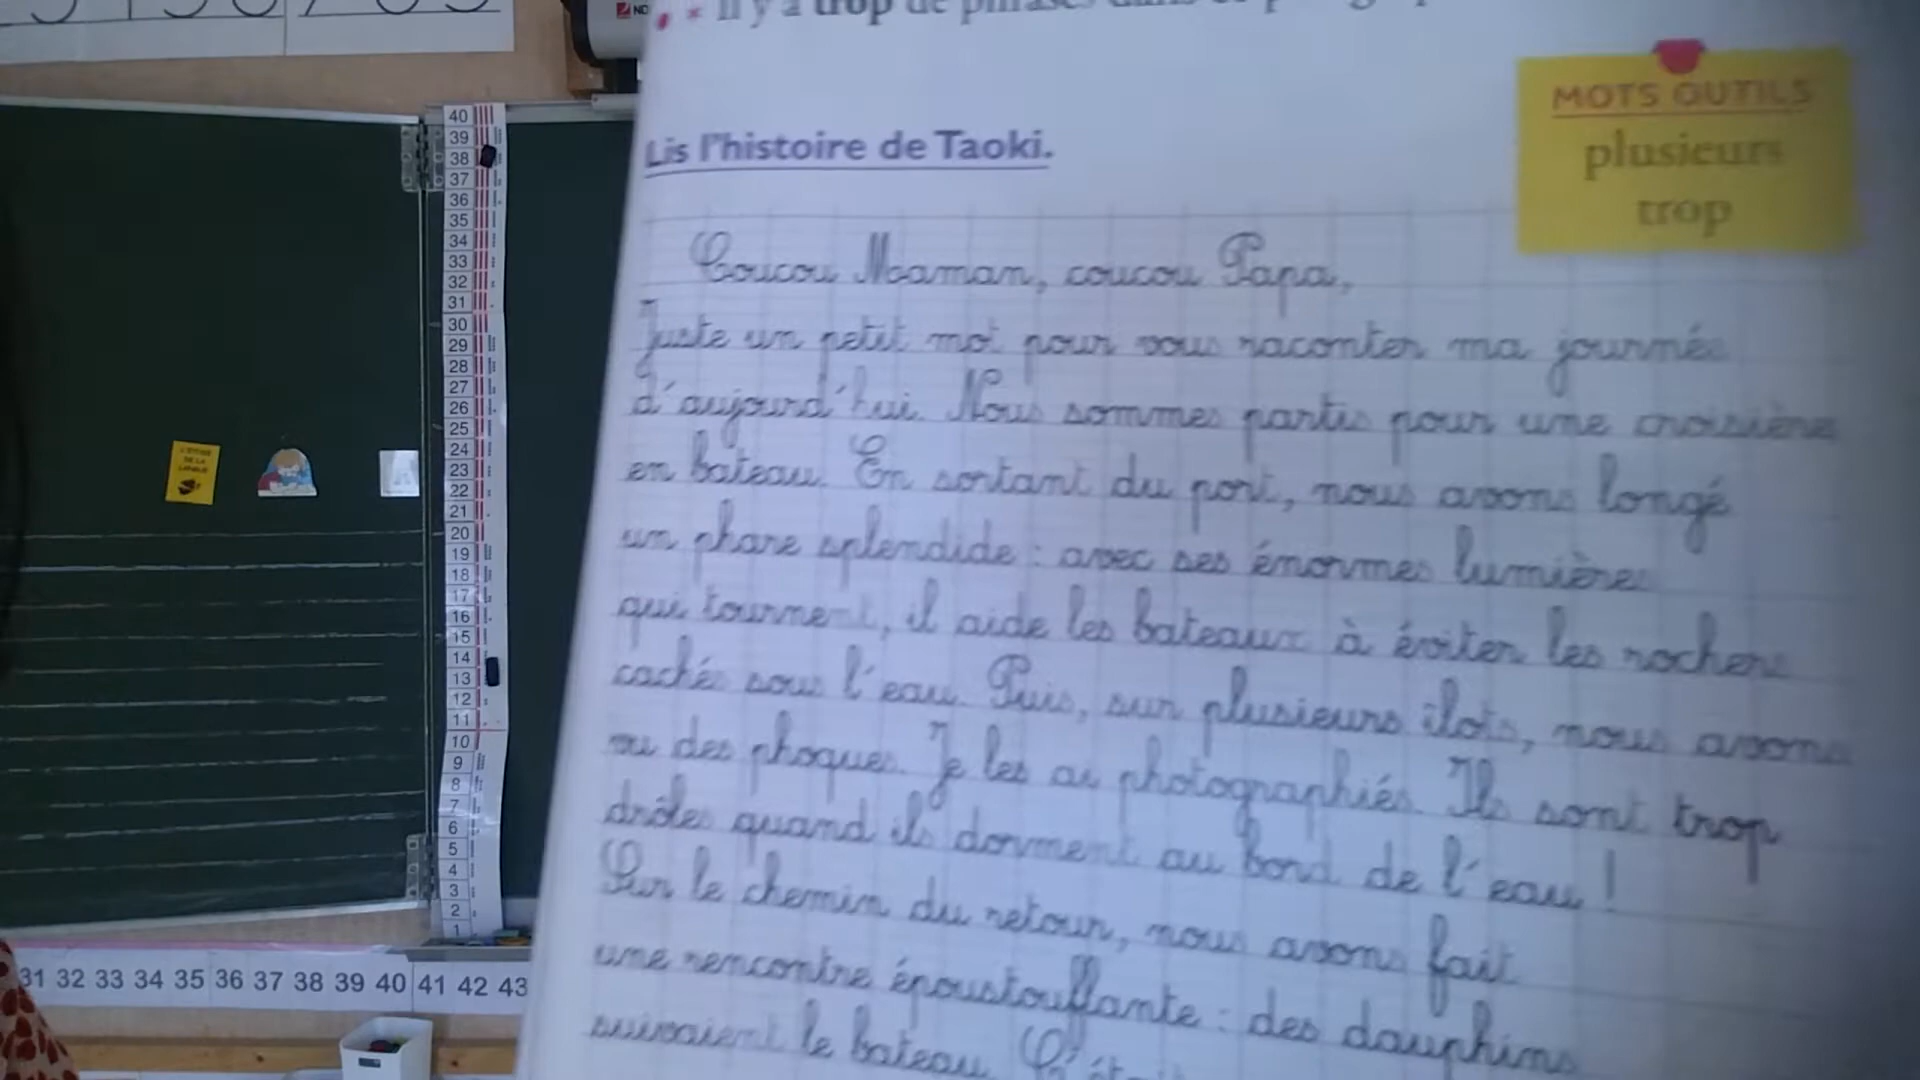 * Il y a trop de phrases dans ce
MOTS OUTILS
plusieurs
trop
Lis l'histoire de Taoki.
Coucou Maman, coucou Papa,
Juste un petit mot pour vous raconter ma journée
d'aujourd'hui. Nous sommes partis pour une croisière
en bateau. En sortant du port, nous avons longé
un phare splendide : avec ses énormes lumières
qui tournent, il aide les bateaux à éviter les rochers
cachés sous l'eau. Puis, sur plusieurs îlots, nous avons
vu des phoques. Je les ai photographiés. Ils sont trop
drôles quand ils dorment au bord de l'eau !
Sur le chemin du retour, nous avons fait
une rencontre époustouflante : des dauphins
suivaient le bateau. C'était
40
39
38
37
36
35
34
33
32
31
30
29
28
27
26
25
24
23
22
21
20
19
18
17
16
15
14
13
12
11
10
9
8
7
6
5
4
3
2
1
31 32 33 34 35 36 37 38 39 40 41 42 43